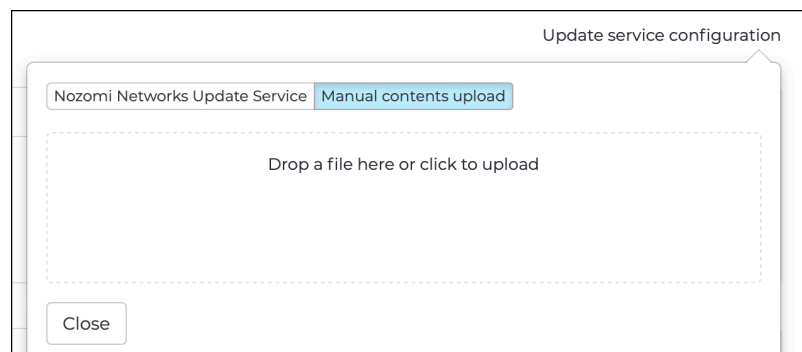 Update service configuration
Nozomi Networks Update Service Manual contents upload
Drop a file here or click to upload
Close